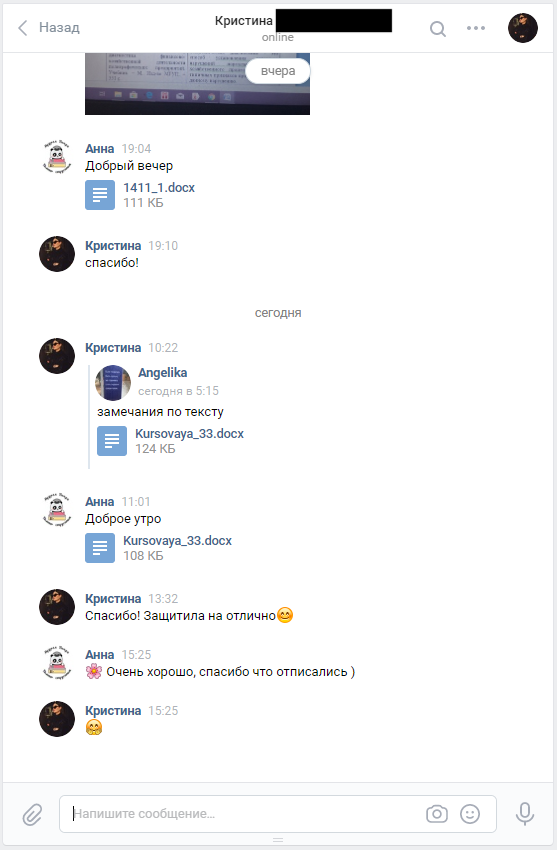 Назад
Кристина
online
вчера
Анна 19:04
Добрый вечер
1411_1.docx
111 КБ
Кристина 19:10
спасибо!
сегодня
Кристина 10:22
Angelika
сегодня в 5:15
замечания по тексту
Kursovaya_33.docx
124 КБ
Анна 11:01
Доброе утро
Kursovaya_33.docx
108 КБ
Кристина 13:32
Спасибо! Защитила на отлично😊
Анна 15:25
🌸 Очень хорошо, спасибо что отписались )
Кристина 15:25
🤗
Напишите сообщение...